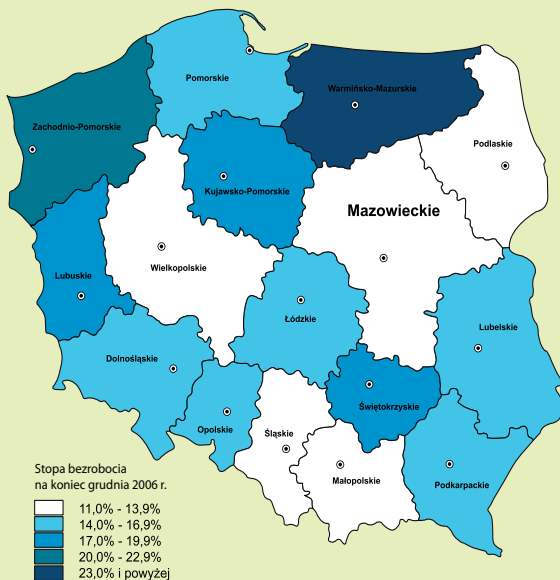 Pomorskie
Warmińsko-Mazurskie
Zachodnio-Pomorskie
Podlaskie
Kujawsko-Pomorskie
Mazowieckie
Wielkopolskie
Lubuskie
Łódzkie
Lubelskie
Dolnośląskie
Świętokrzyskie
Opolskie
Śląskie
Małopolskie
Podkarpackie
Stopa bezrobocia
na koniec grudnia 2006 r.
11,0% - 13,9%
14,0% - 16,9%
17,0% - 19,9%
20,0% - 22,9%
23,0% i powyżej